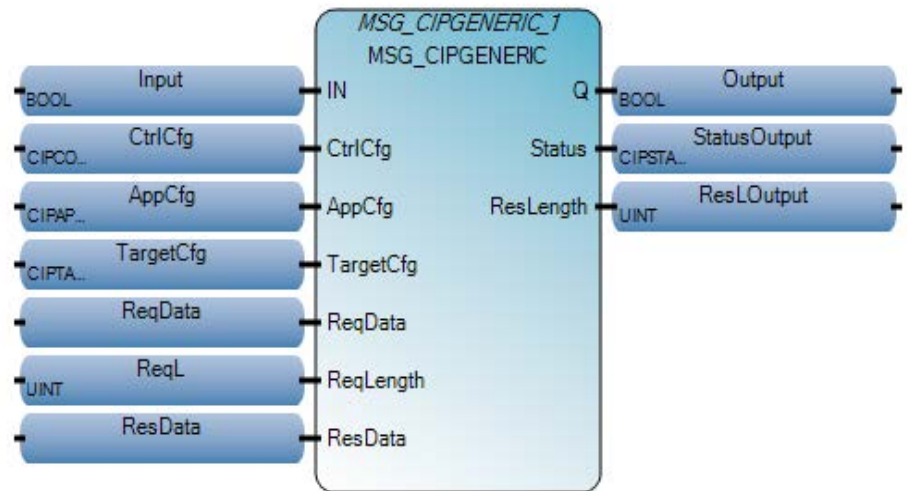 MSG_CIPGENERIC_1
MSG_CIPGENERIC
Input
BOOL
IN
Q
Output
BOOL
CtrlCfg
CIPCO...
CtrlCfg
Status
StatusOutput
CIPSTA...
AppCfg
CIPAP...
AppCfg
ResLength
ResLOutput
UINT
TargetCfg
CIPTA...
TargetCfg
ReqData
ReqData
ReqL
UINT
ReqLength
ResData
ResData